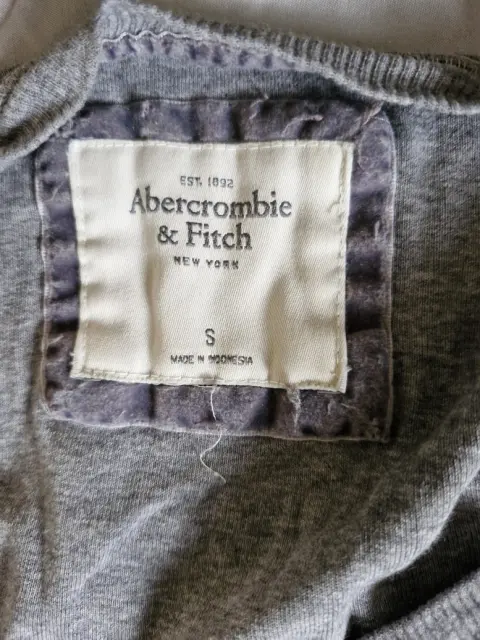 EST. 1892
Abercrombie
& Fitch
NEW YORK
S
MADE IN INDONESIA